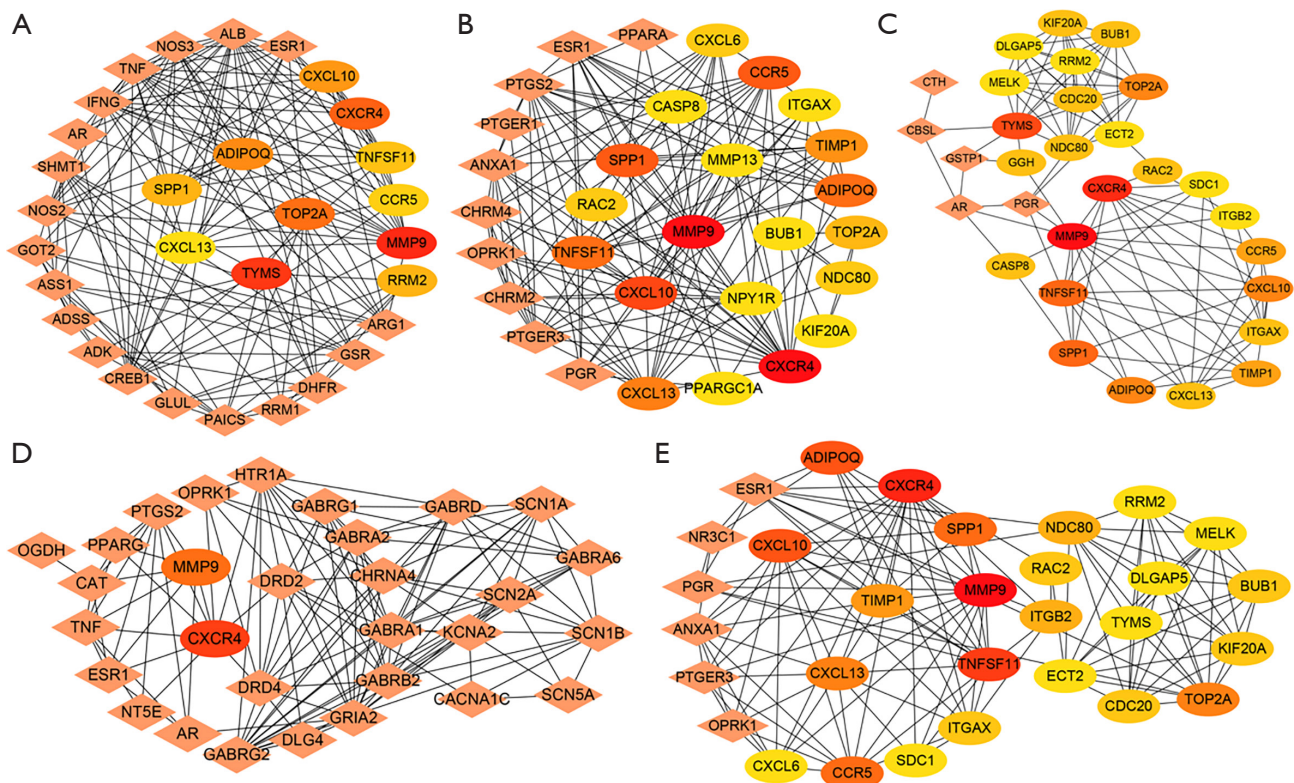 A
ALB
NOS3
ESR1
TNF
CXCL10
IFNG
CXCR4
AR
ADIPOQ
TNFSF11
SHMT1
SPP1
CCR5
NOS2
TOP2A
GOT2
CXCL13
MMP9
TYMS
ASS1
RRM2
ADSS
ARG1
ADK
GSR
CREB1
DHFR
GLUL
RRM1
PAICS
B
PPARA
ESR1
CXCL6
CCR5
PTGS2
CASP8
ITGAX
PTGER1
TIMP1
ANXA1
SPP1
MMP13
ADIPOQ
RAC2
CHRM4
MMP9
BUB1
TOP2A
OPRK1
TNFSF11
NDC80
CHRM2
CXCL10
NPY1R
PTGER3
KIF20A
PGR
CXCR4
CXCL13
PPARGC1A
C
KIF20A
BUB1
DLGAP5
RRM2
CTH
MELK
TOP2A
CDC20
CBSL
TYMS
ECT2
NDC80
GSTP1
GGH
RAC2
CXCR4
SDC1
AR
PGR
ITGB2
MMP9
CCR5
CASP8
TNFSF11
CXCL10
ITGAX
SPP1
TIMP1
ADIPOQ
CXCL13
D
HTR1A
OPRK1
GABRG1
GABRD
SCN1A
PTGS2
GABRA2
OGDH
PPARG
GABRA6
MMP9
CAT
DRD2
CHRNA4
SCN2A
TNF
CXCR4
GABRA1
KCNA2
SCN1B
ESR1
GABRB2
DRD4
CACNA1C
SCN5A
NT5E
GRIA2
AR
DLG4
GABRG2
E
ADIPOQ
ESR1
CXCR4
RRM2
SPP1
NDC80
MELK
NR3C1
CXCL10
RAC2
DLGAP5
BUB1
PGR
MMP9
TIMP1
ITGB2
TYMS
ANXA1
KIF20A
PTGER3
CXCL13
TNFSF11
ECT2
TOP2A
CDC20
OPRK1
ITGAX
SDC1
CXCL6
CCR5